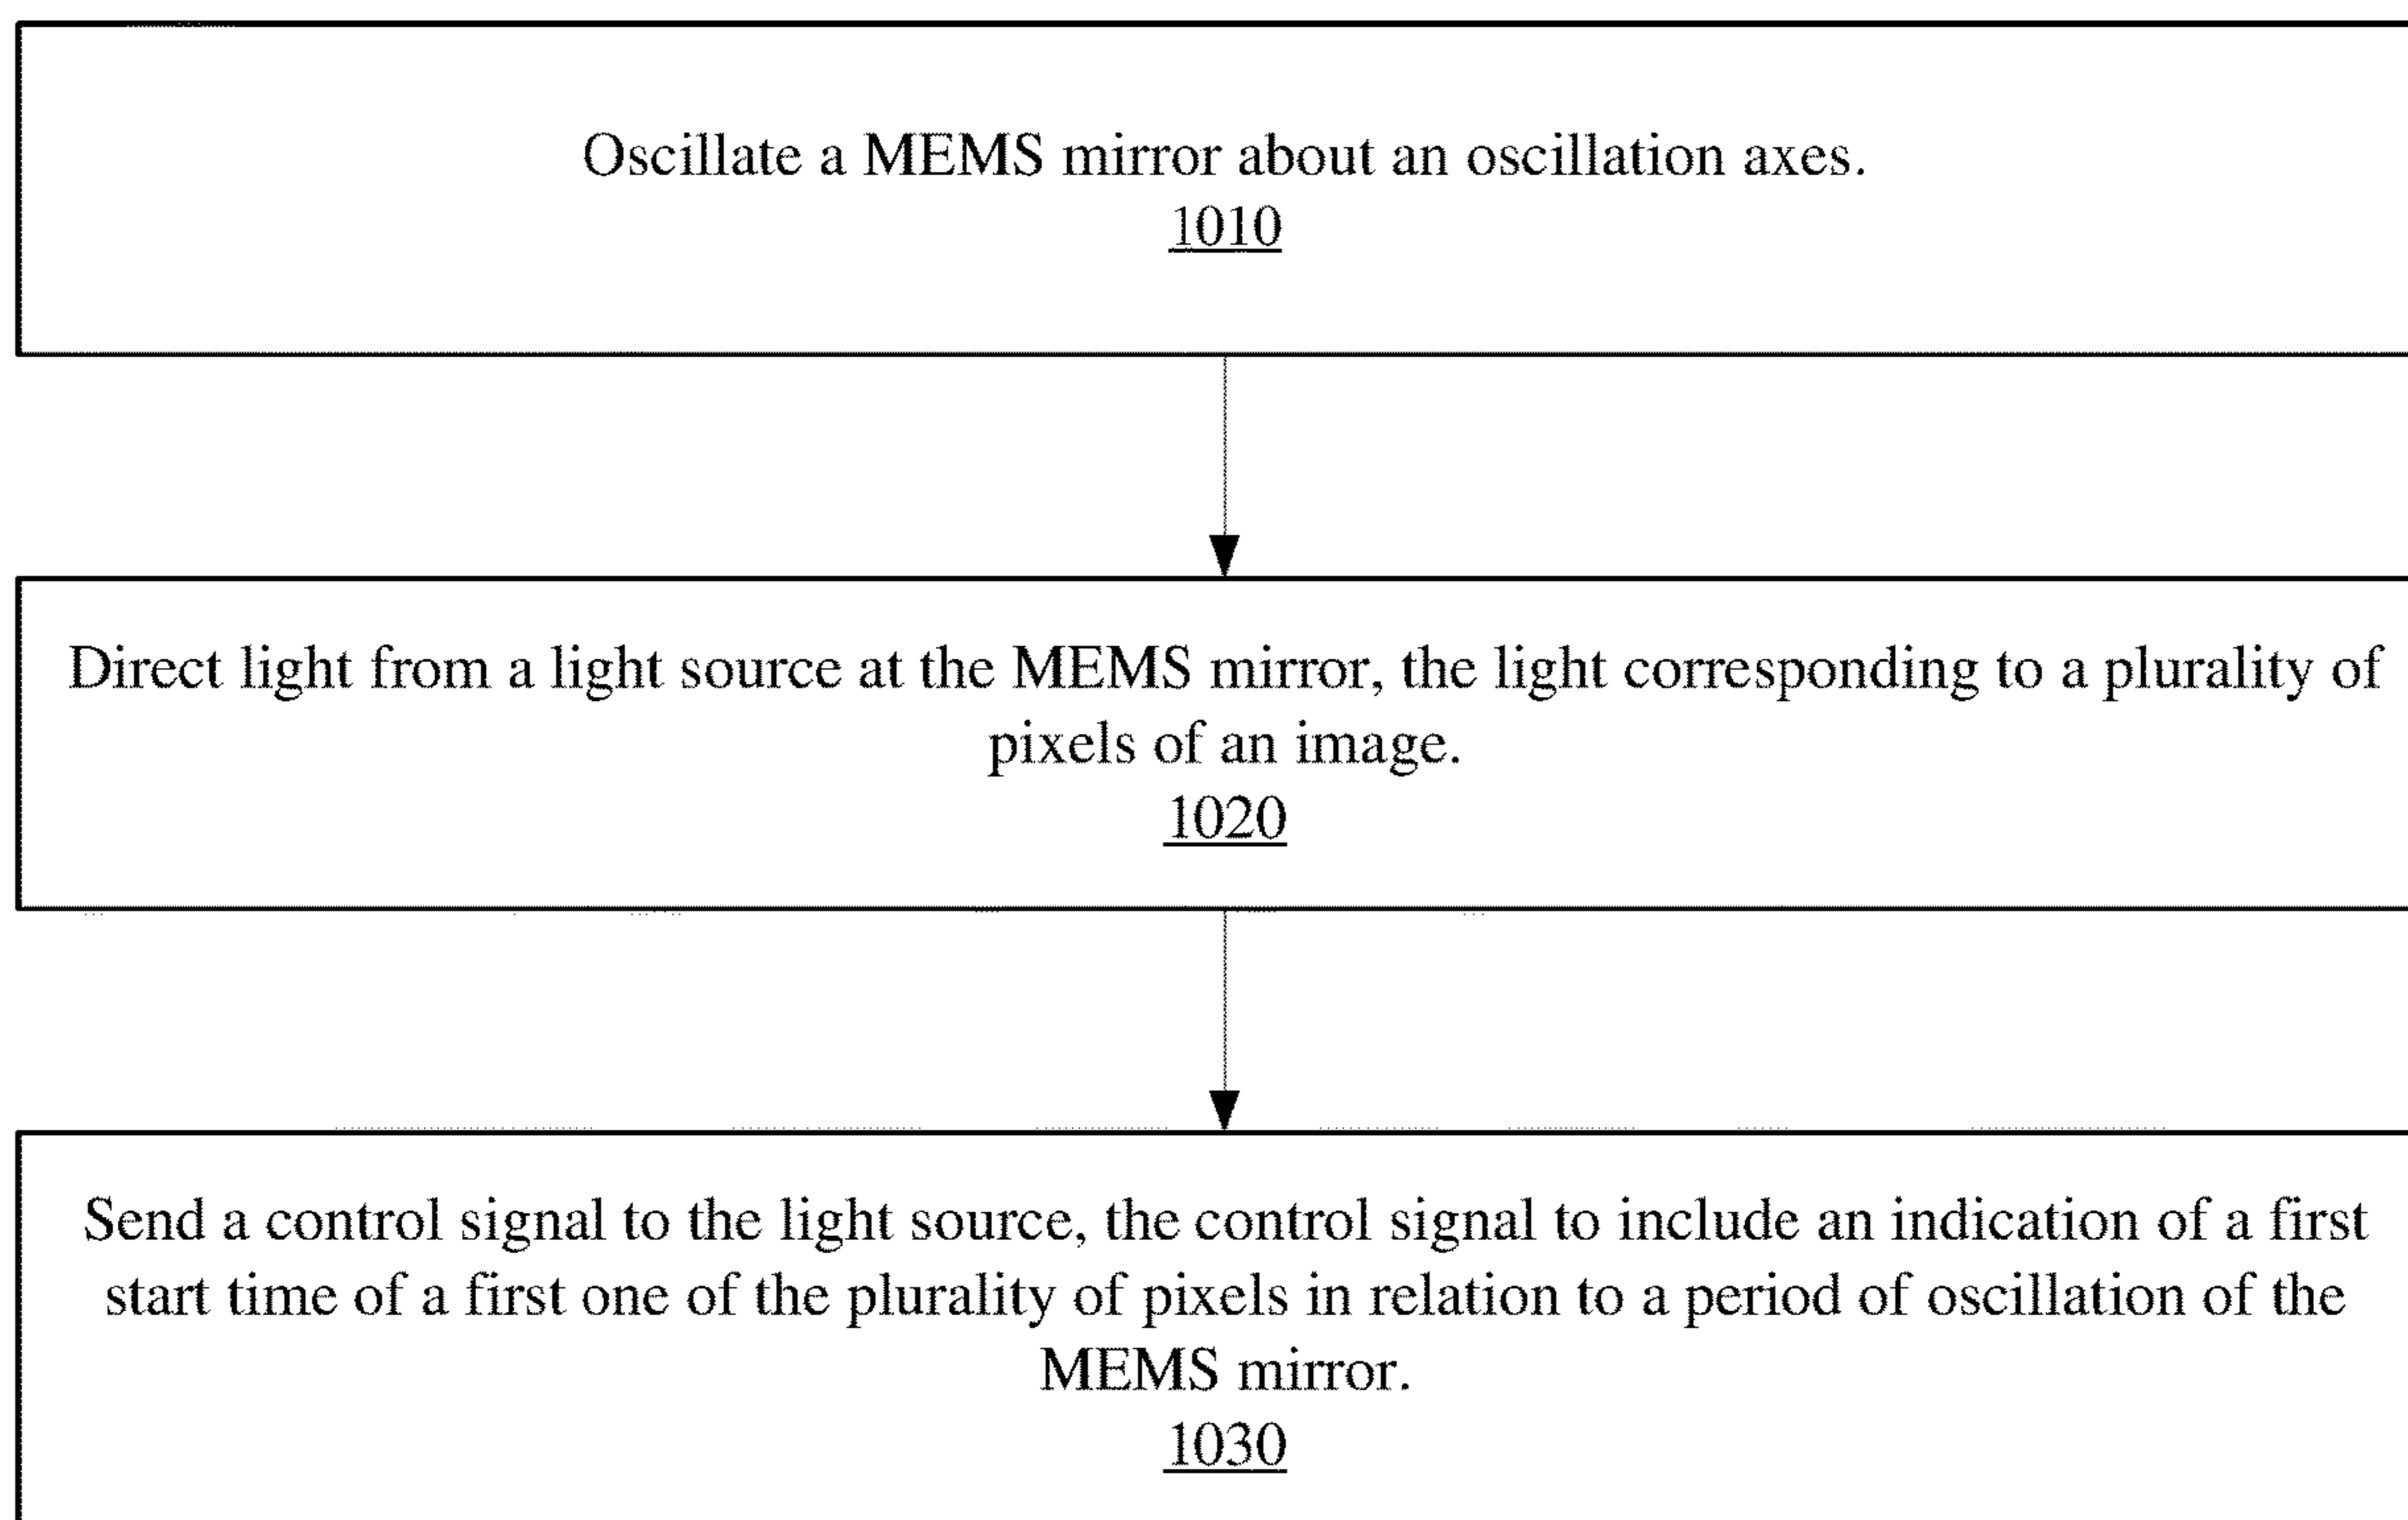 Oscillate a MEMS mirror about an oscillation axes.
1010
Direct light from a light source at the MEMS mirror, the light corresponding to a plurality of
pixels of an image.
1020
Send a control signal to the light source, the control signal to include an indication of a first
start time of a first one of the plurality of pixels in relation to a period of oscillation of the
MEMS mirror.
1030